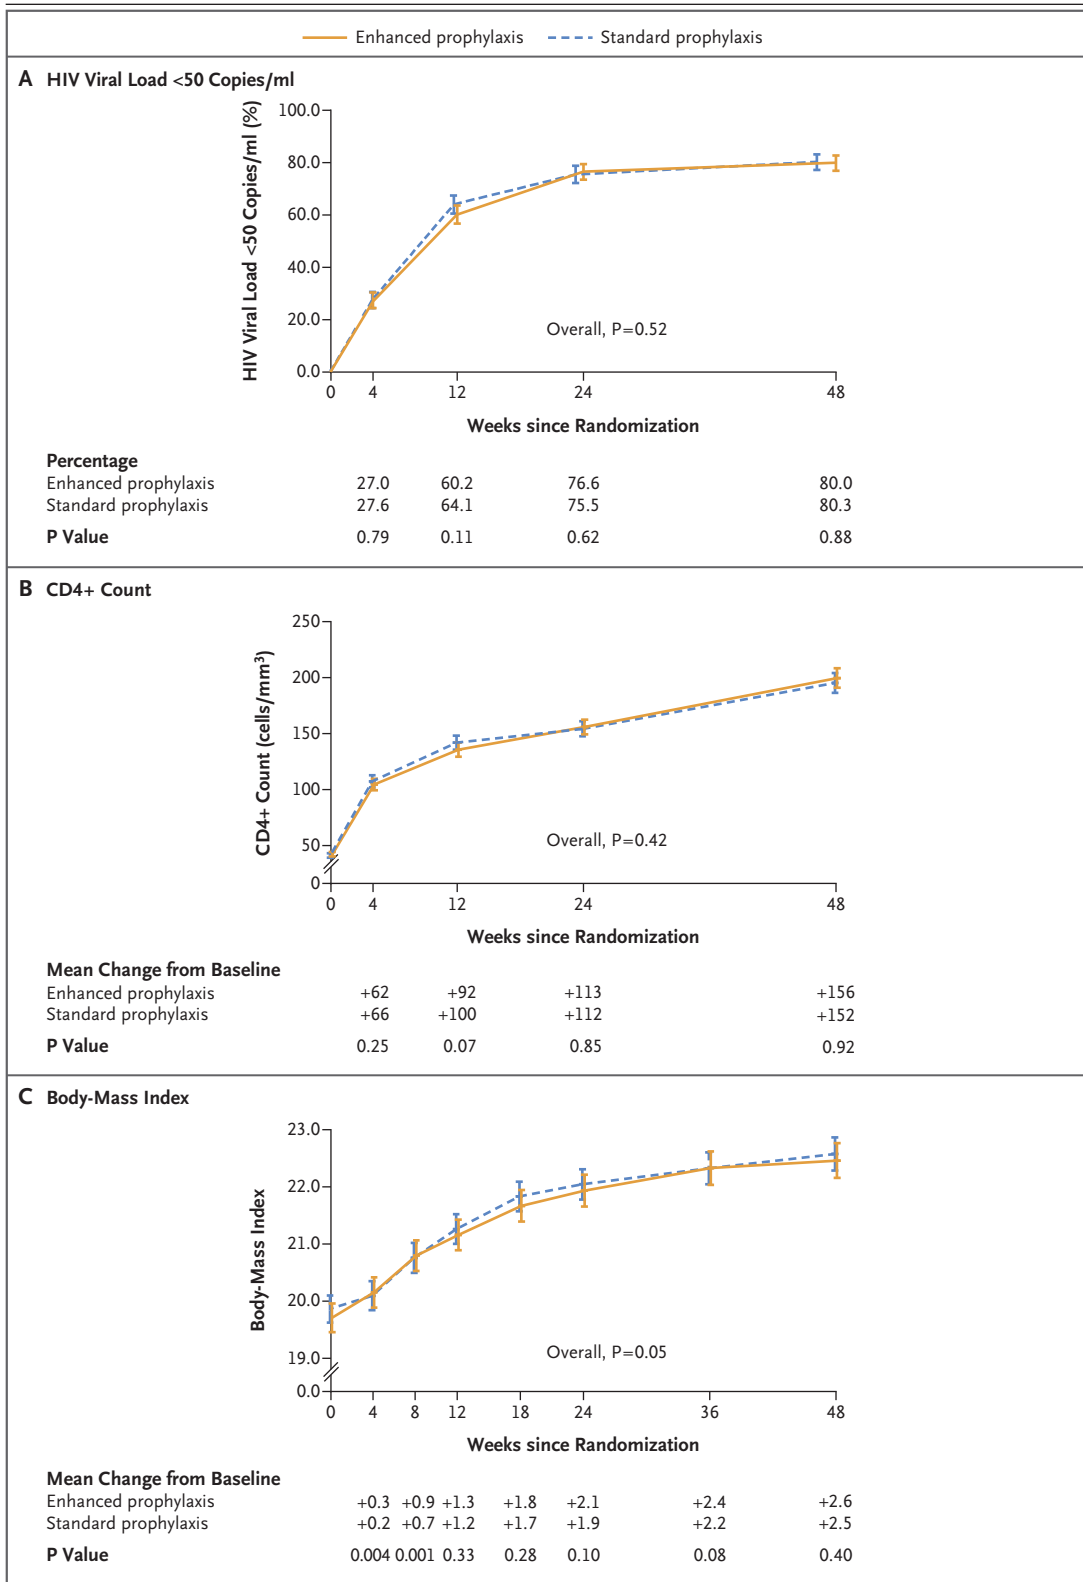 Enhanced prophylaxis Standard prophylaxis
A HIV Viral Load <50 Copies/ml
HIV Viral Load <50 Copies/ml (%)
100.0
80.0
60.0
40.0
20.0
0.0
Overall, P=0.52
0 4 12 24 48
Weeks since Randomization
Percentage
Enhanced prophylaxis 27.0 60.2 76.6 80.0
Standard prophylaxis 27.6 64.1 75.5 80.3
P Value 0.79 0.11 0.62 0.88
B CD4+ Count
CD4+ Count (cells/mm³)
250
200
150
100
50
0
Overall, P=0.42
0 4 12 24 48
Weeks since Randomization
Mean Change from Baseline
Enhanced prophylaxis +62 +92 +113 +156
Standard prophylaxis +66 +100 +112 +152
P Value 0.25 0.07 0.85 0.92
C Body-Mass Index
Body-Mass Index
23.0
22.0
21.0
20.0
19.0
0.0
Overall, P=0.05
0 4 8 12 18 24 36 48
Weeks since Randomization
Mean Change from Baseline
Enhanced prophylaxis +0.3 +0.9 +1.3 +1.8 +2.1 +2.4 +2.6
Standard prophylaxis +0.2 +0.7 +1.2 +1.7 +1.9 +2.2 +2.5
P Value 0.004 0.001 0.33 0.28 0.10 0.08 0.40